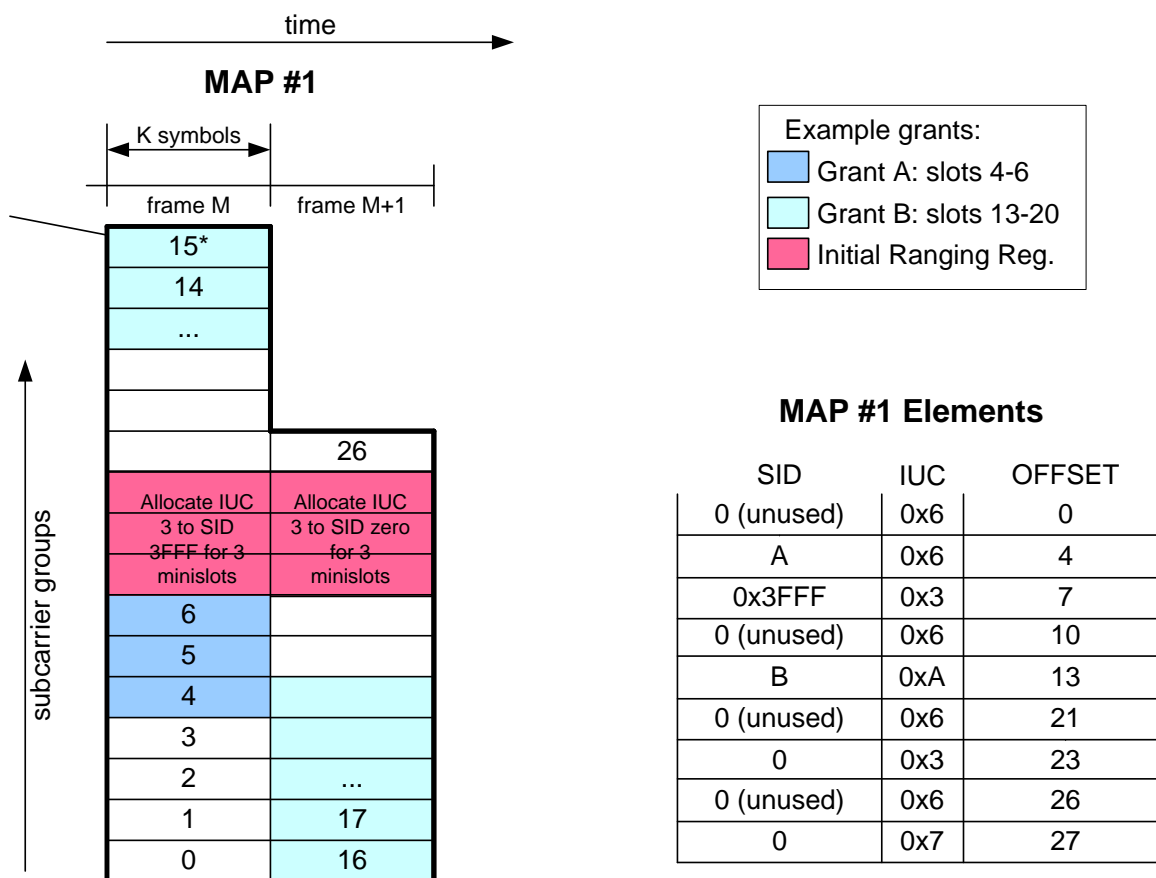 time
MAP #1
K symbols
frame M frame M+1
15*
14
...
26
Allocate IUC
3 to SID
3FFF for 3
minislots
Allocate IUC
3 to SID zero
for 3
minislots
6
5
4
3
2 ...
1 17
0 16
subcarrier groups
Example grants:
Grant A: slots 4-6
Grant B: slots 13-20
Initial Ranging Reg.
MAP #1 Elements
SID IUC OFFSET
0 (unused) 0x6 0
A 0x6 4
0x3FFF 0x3 7
0 (unused) 0x6 10
B 0xA 13
0 (unused) 0x6 21
0 0x3 23
0 (unused) 0x6 26
0 0x7 27